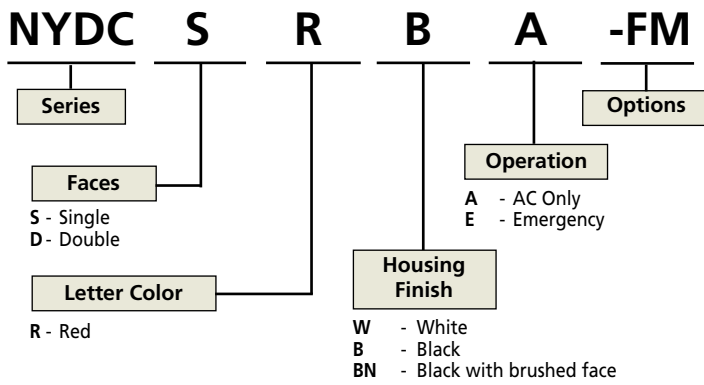 NYDC S R B A -FM
Series
Options
Operation
A - AC Only
E - Emergency
Faces
S - Single
D - Double
Housing
Finish
W - White
B - Black
BN - Black with brushed face
Letter Color
R - Red